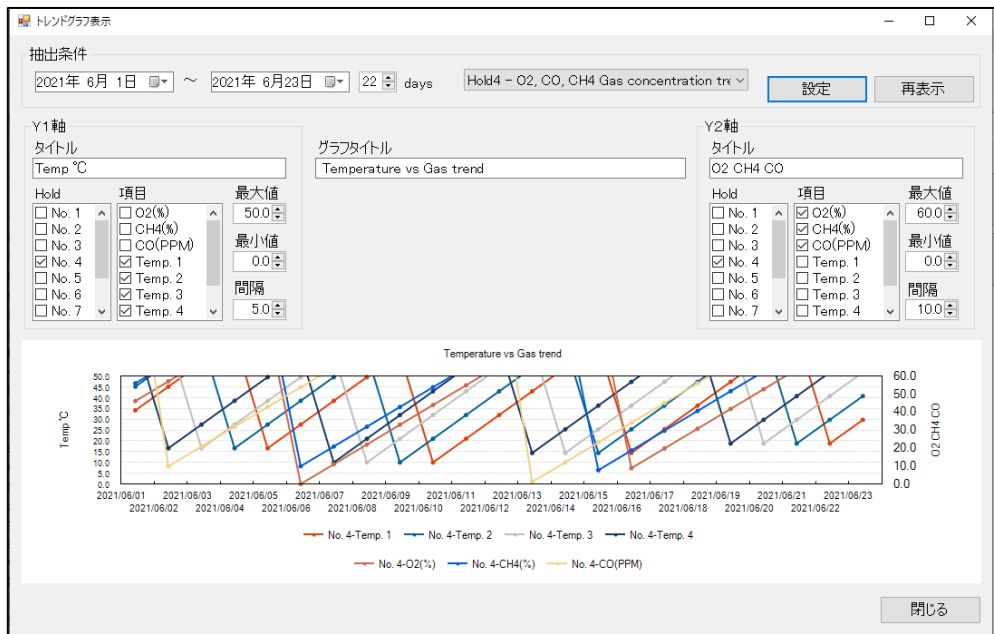 トレンドグラフ表示
抽出条件
2021年 6月 1日 ～ 2021年 6月23日 22 days Hold4 - O2, CO, CH4 Gas concentration tre 設定 再表示
Y1軸
タイトル
Temp ℃
Hold 項目 最大値
No. 1 O2(%) 50.0
No. 2 CH4(%)
No. 3 CO(PPM) 最小値
No. 4 Temp. 1 0.0
No. 5 Temp. 2 間隔
No. 6 Temp. 3 5.0
No. 7 Temp. 4
グラフタイトル
Temperature vs Gas trend
Y2軸
タイトル
O2 CH4 CO
Hold 項目 最大値
No. 1 O2(%) 60.0
No. 2 CH4(%)
No. 3 CO(PPM) 最小値
No. 4 Temp. 1 0.0
No. 5 Temp. 2 間隔
No. 6 Temp. 3 10.0
No. 7 Temp. 4
Temperature vs Gas trend
Temp ℃
50.0
45.0
40.0
35.0
30.0
25.0
20.0
15.0
10.0
5.0
0.0
60.0
50.0
40.0
30.0
20.0
10.0
0.0
O2 CH4 CO
2021/06/01 2021/06/03 2021/06/05 2021/06/07 2021/06/09 2021/06/11 2021/06/13 2021/06/15 2021/06/17 2021/06/19 2021/06/21 2021/06/23
2021/06/02 2021/06/04 2021/06/06 2021/06/08 2021/06/10 2021/06/12 2021/06/14 2021/06/16 2021/06/18 2021/06/20 2021/06/22
No. 4-Temp. 1 No. 4-Temp. 2 No. 4-Temp. 3 No. 4-Temp. 4
No. 4-O2(%) No. 4-CH4(%) No. 4-CO(PPM)
閉じる